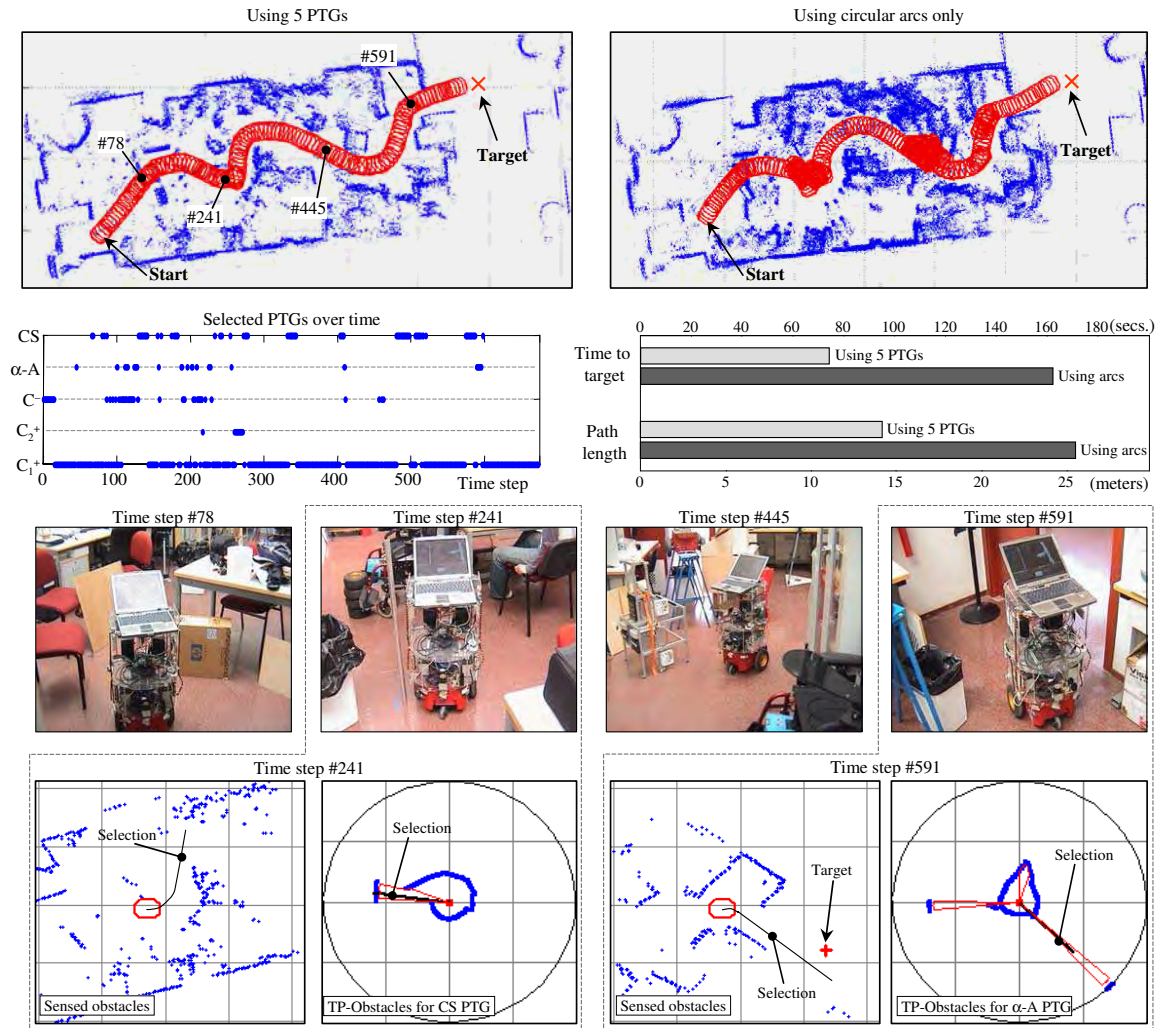 Using 5 PTGs
Using circular arcs only
#591
#78
Target
#241
#445
Start
Target
Start
Selected PTGs over time
CS
α-A
C⁻
C₂⁺
C₁⁺
0 100 200 300 400 500 Time step
0 20 40 60 80 100 120 140 160 180 (secs.)
Time to
target
Using 5 PTGs
Using arcs
Path
length
Using 5 PTGs
Using arcs
0 5 10 15 20 25 (meters)
Time step #78
Time step #241
Time step #445
Time step #591
Time step #241
Selection
Sensed obstacles
Selection
TP-Obstacles for CS PTG
Time step #591
Target
Selection
Sensed obstacles
Selection
TP-Obstacles for α-A PTG